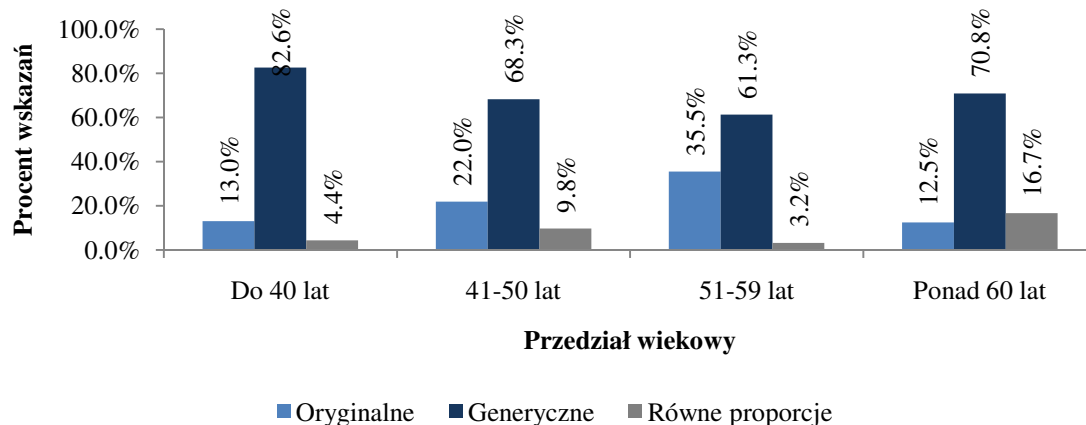 Procent wskazań
100.0%
80.0%
60.0%
40.0%
20.0%
0.0%
13.0%
82.6%
4.4%
22.0%
68.3%
9.8%
35.5%
61.3%
3.2%
12.5%
70.8%
16.7%
Do 40 lat
41-50 lat
51-59 lat
Ponad 60 lat
Przedział wiekowy
Oryginalne
Generyczne
Równe proporcje